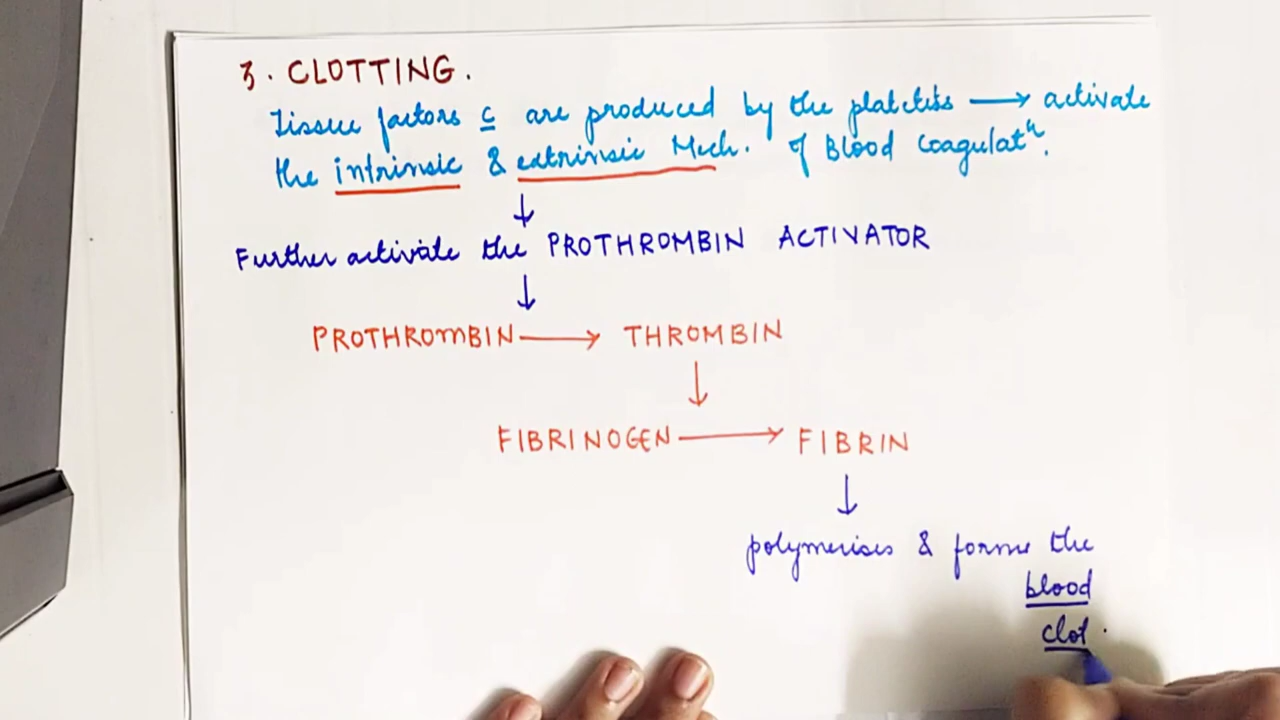 3. CLOTTING.
Tissue factors c are produced by the platelets → activate
the intrinsic & extrinsic Mech. of Blood Coagulatⁿ.
↓
Further activate the PROTHROMBIN ACTIVATOR
↓
PROTHROMBIN → THROMBIN
↓
FIBRINOGEN → FIBRIN
↓
polymerises & forms the
blood
clot.